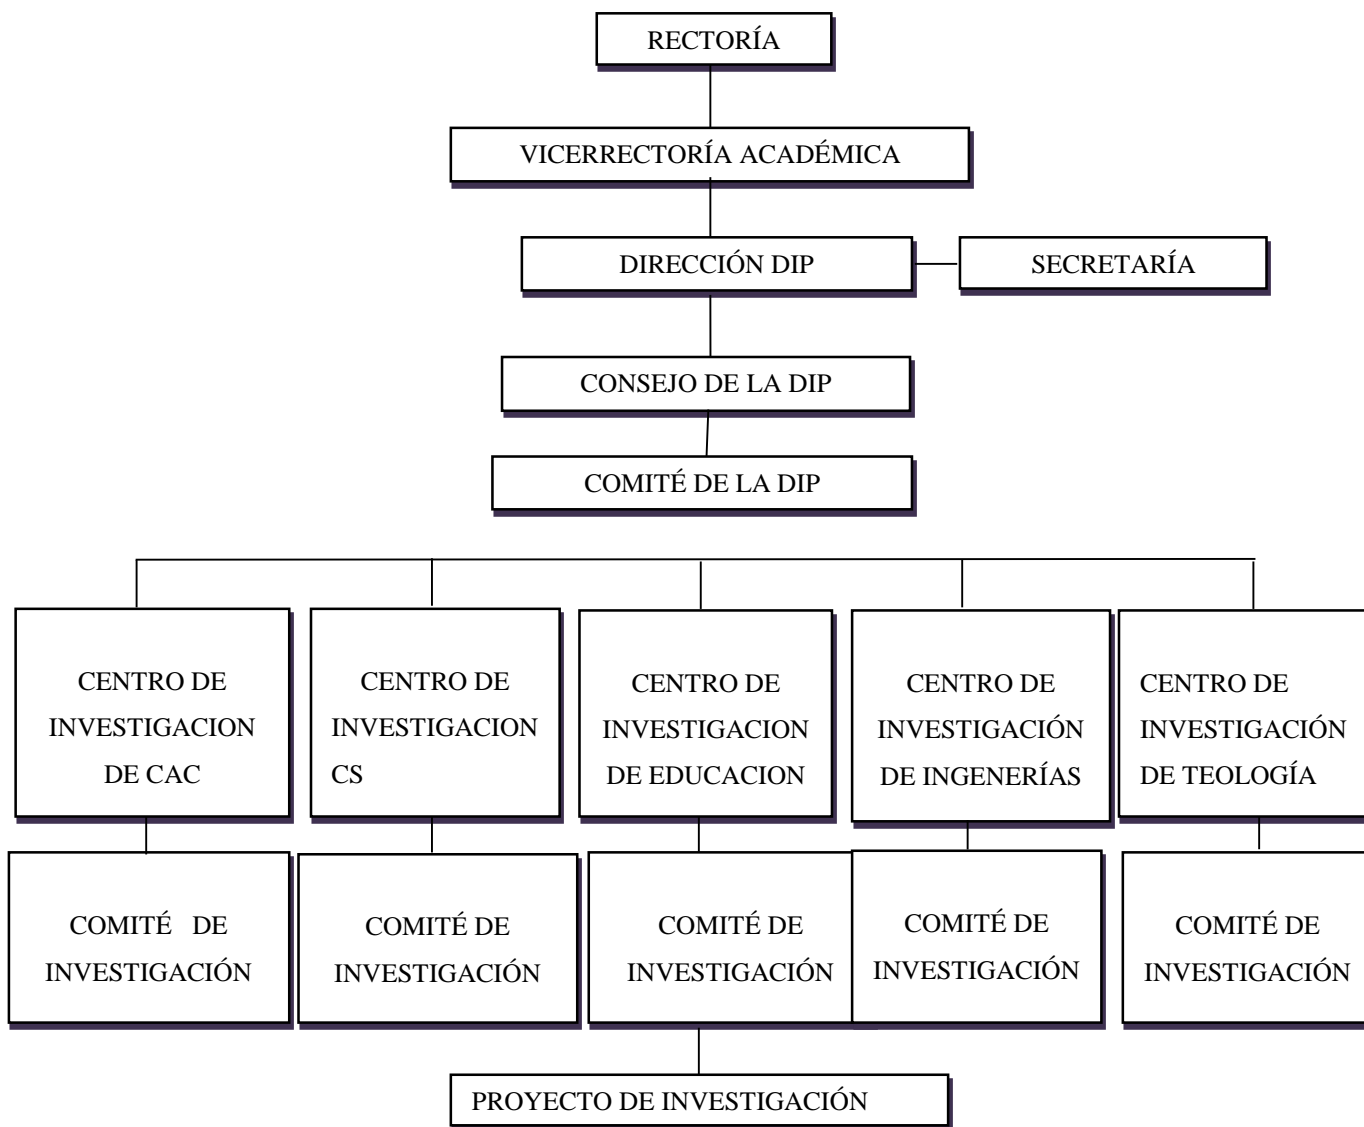 RECTORÍA
VICERRECTORÍA ACADÉMICA
DIRECCIÓN DIP
SECRETARÍA
CONSEJO DE LA DIP
COMITÉ DE LA DIP
CENTRO DE
INVESTIGACION
DE CAC
CENTRO DE
INVESTIGACION
CS
CENTRO DE
INVESTIGACION
DE EDUCACION
CENTRO DE
INVESTIGACIÓN
DE INGENERÍAS
CENTRO DE
INVESTIGACIÓN
DE TEOLOGÍA
COMITÉ DE
INVESTIGACIÓN
COMITÉ DE
INVESTIGACIÓN
COMITÉ DE
INVESTIGACIÓN
COMITÉ DE
INVESTIGACIÓN
COMITÉ DE
INVESTIGACIÓN
PROYECTO DE INVESTIGACIÓN